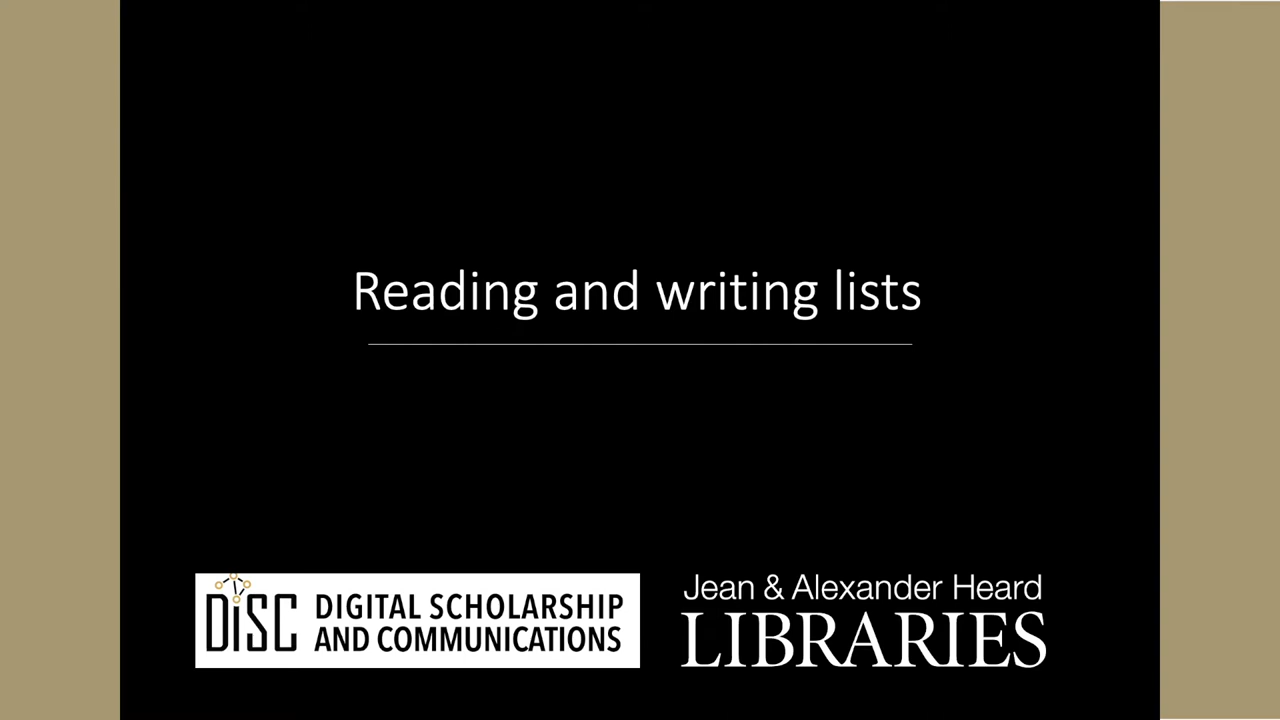 Reading and writing lists
DiSC DIGITAL SCHOLARSHIP
AND COMMUNICATIONS
Jean & Alexander Heard
LIBRARIES